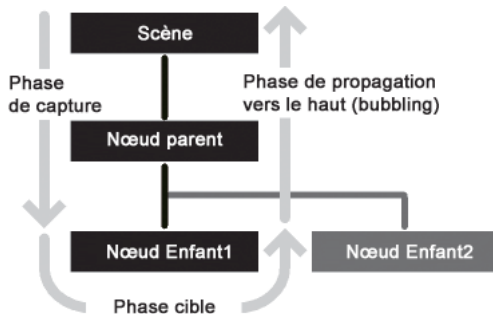 Scène
Phase
de capture
Phase de propagation
vers le haut (bubbling)
Nœud parent
Nœud Enfant1
Nœud Enfant2
Phase cible